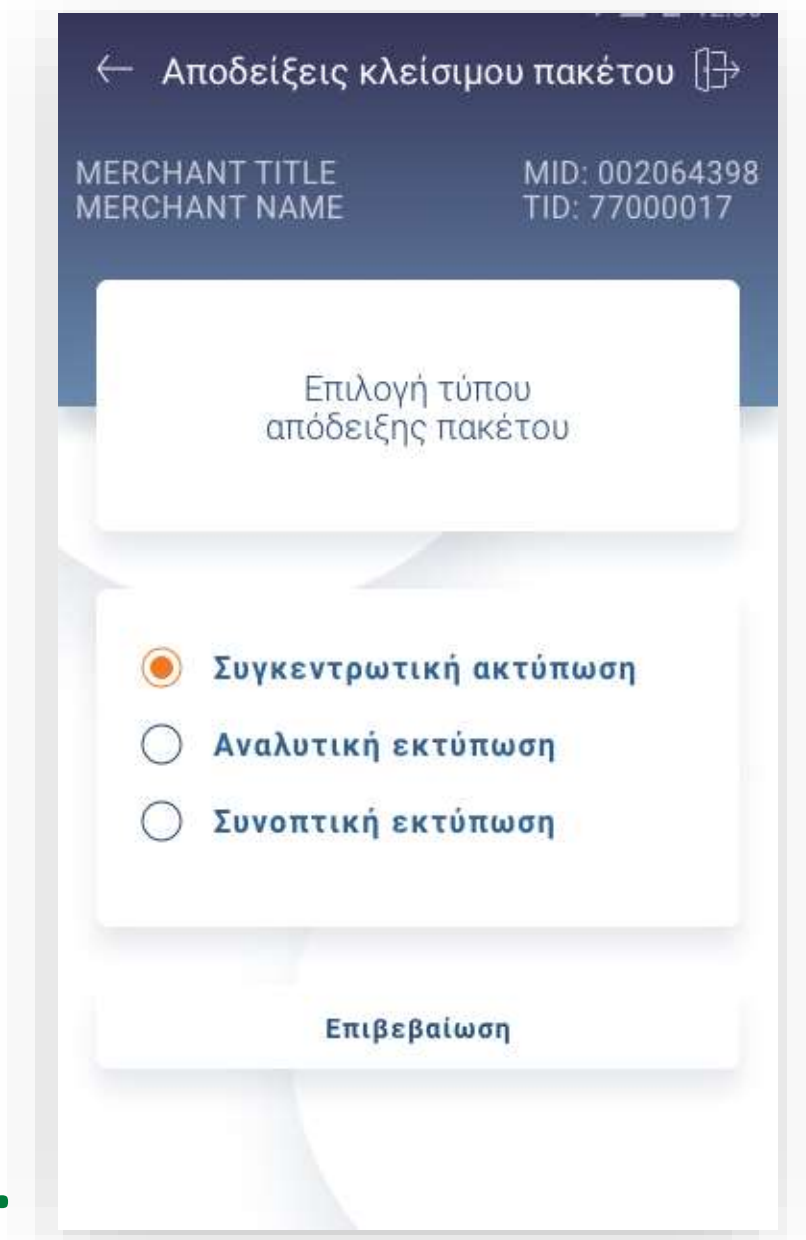 Αποδείξεις κλείσιμου πακέτου
MERCHANT TITLE MID: 002064398
MERCHANT NAME TID: 77000017
Επιλογή τύπου
απόδειξης πακέτου
Συγκεντρωτική ακτύπωση
Αναλυτική εκτύπωση
Συνοπτική εκτύπωση
Επιβεβαίωση